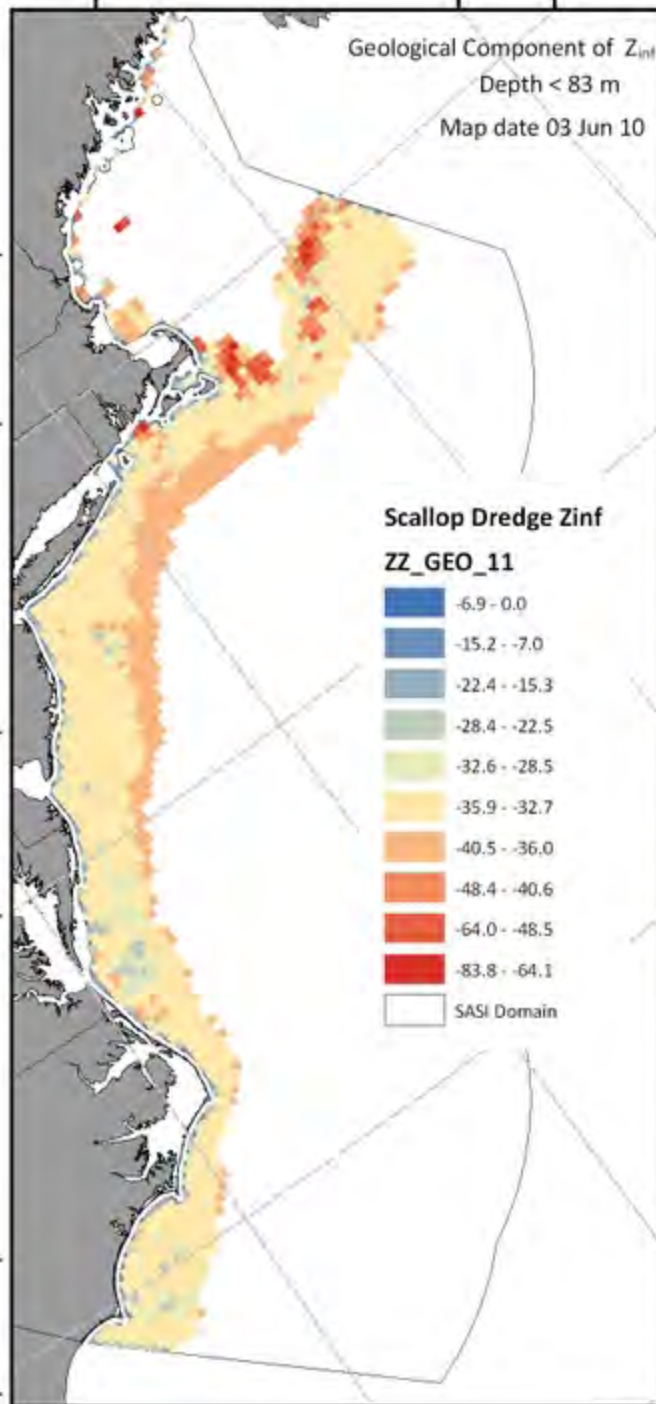 Geological Component of Zinf
Depth < 83 m
Map date 03 Jun 10
Scallop Dredge Zinf
ZZ_GEO_11
-6.9 - 0.0
-15.2 - -7.0
-22.4 - -15.3
-28.4 - -22.5
-32.6 - -28.5
-35.9 - -32.7
-40.5 - -36.0
-48.4 - -40.6
-64.0 - -48.5
-83.8 - -64.1
SASI Domain